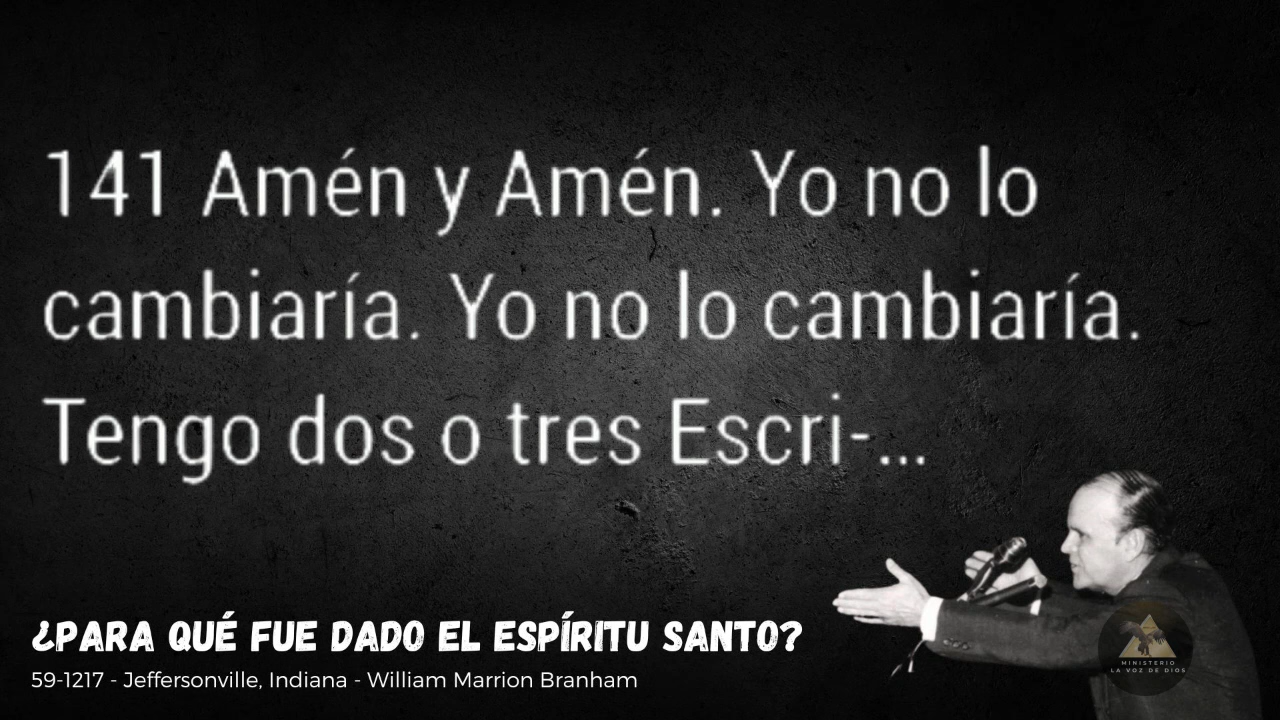 141 Amén y Amén. Yo no lo
cambiaría. Yo no lo cambiaría.
Tengo dos o tres Escri-...
¿PARA QUÉ FUE DADO EL ESPÍRITU SANTO?
59-1217 - Jeffersonville, Indiana - William Marrion Branham
MINISTERIO
LA VOZ DE DIOS